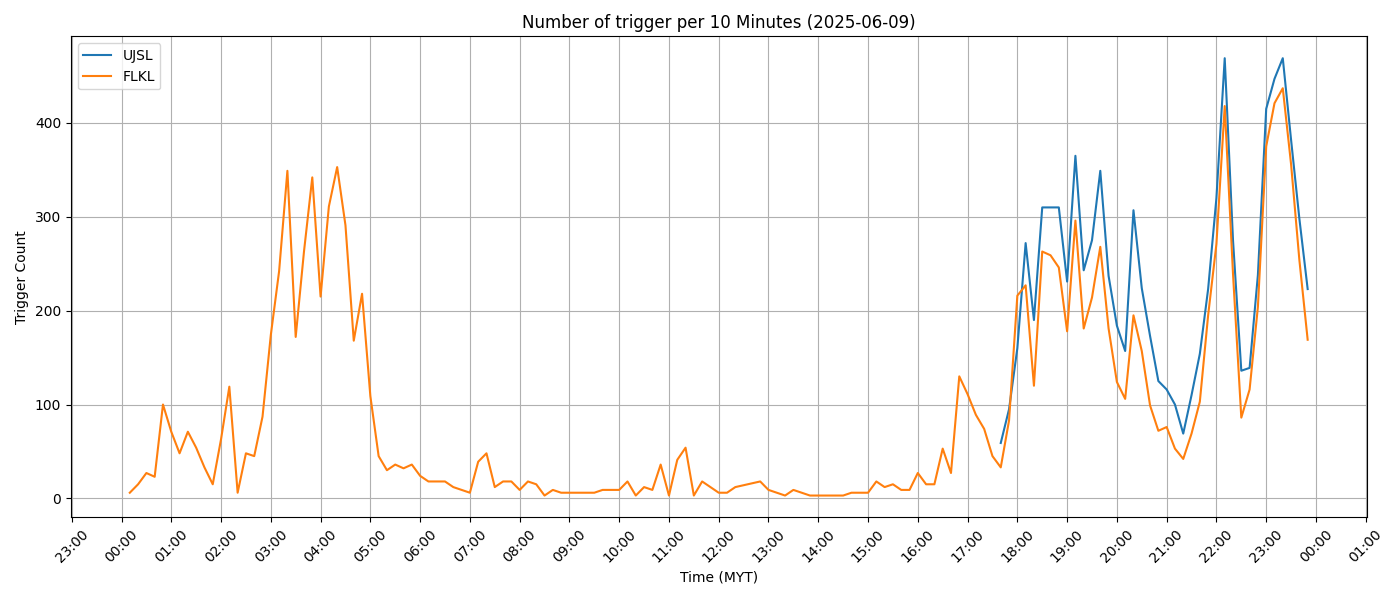 Number of trigger per 10 Minutes (2025-06-09)
UJSL
FLKL
400
300
200
100
0
Trigger Count
23:00 00:00 01:00 02:00 03:00 04:00 05:00 06:00 07:00 08:00 09:00 10:00 11:00 12:00 13:00 14:00 15:00 16:00 17:00 18:00 19:00 20:00 21:00 22:00 23:00 00:00 01:00
Time (MYT)